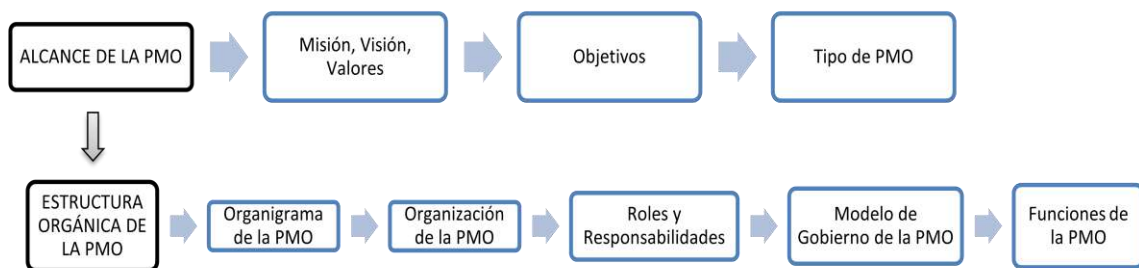 ALCANCE DE LA PMO
Misión, Visión,
Valores
Objetivos
Tipo de PMO
ESTRUCTURA
ORGÁNICA DE
LA PMO
Organigrama
de la PMO
Organización
de la PMO
Roles y
Responsabilidades
Modelo de
Gobierno de la PMO
Funciones de
la PMO